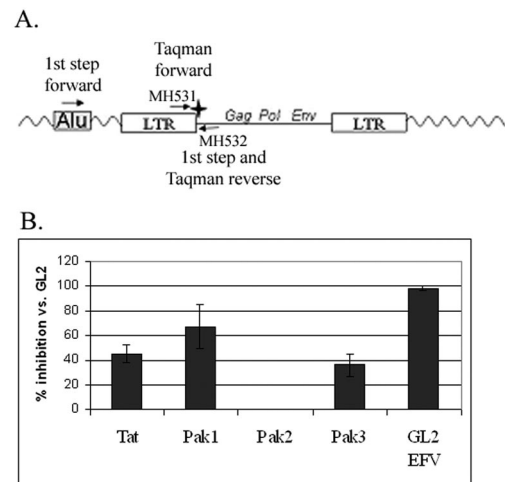 A.
1st step
forward
Taqman
forward
MH531
Alu
LTR
Gag Pol Env
LTR
MH532
1st step and
Taqman reverse
B.
% inhibition vs. GL2
120
100
80
60
40
20
0
Tat
Pak1
Pak2
Pak3
GL2
EFV